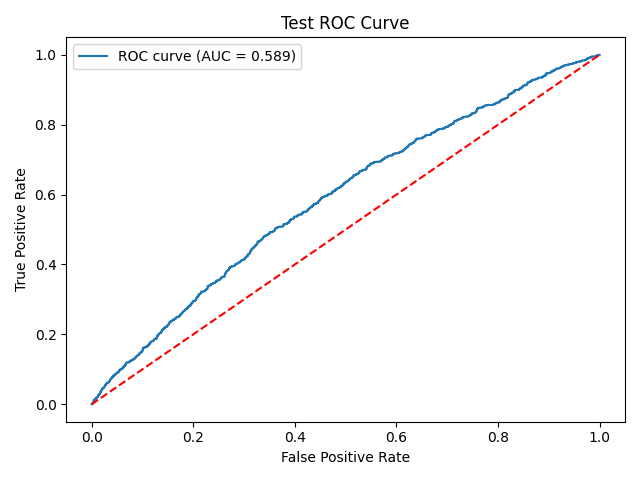 Test ROC Curve
ROC curve (AUC = 0.589)
1.0
0.8
0.6
0.4
0.2
0.0
True Positive Rate
0.0 0.2 0.4 0.6 0.8 1.0
False Positive Rate